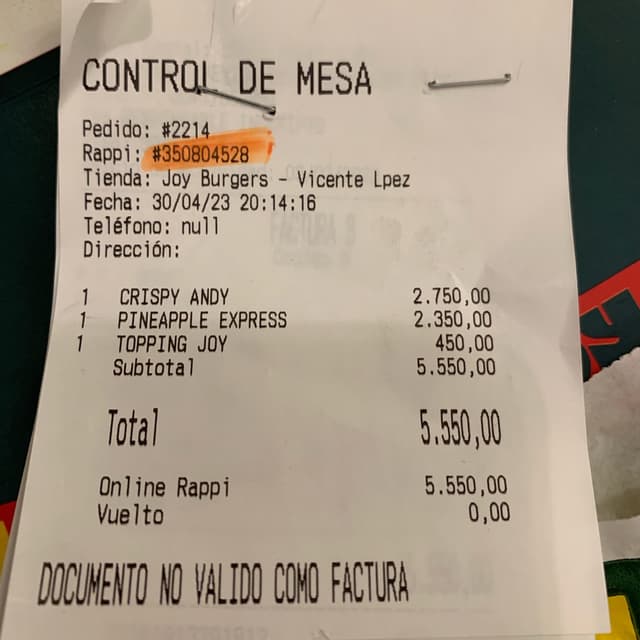 CONTROL DE MESA
Pedido: #2214
Rappi: #350804528
Tienda: Joy Burgers - Vicente Lpez
Fecha: 30/04/23 20:14:16
Teléfono: null
Dirección:
1 CRISPY ANDY 2.750,00
1 PINEAPPLE EXPRESS 2.350,00
1 TOPPING JOY 450,00
Subtotal 5.550,00
Total 5.550,00
Online Rappi 5.550,00
Vuelto 0,00
DOCUMENTO NO VALIDO COMO FACTURA